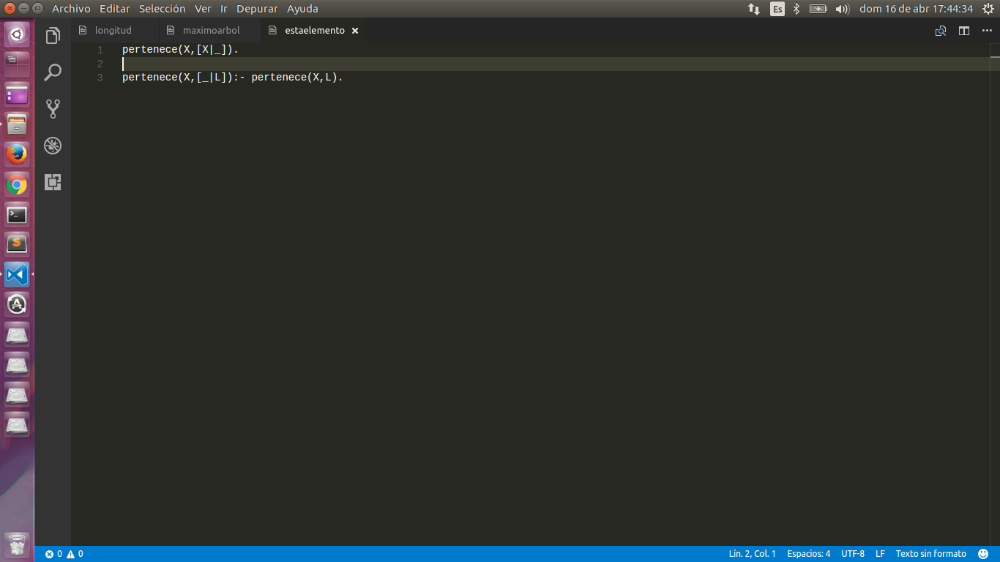 Archivo Editar Selección Ver Ir Depurar Ayuda
Es
dom 16 de abr 17:44:34
longitud maximoarbol estaelemento
1 pertenece(X,[X|_]).
2
3 pertenece(X,[_|L]):- pertenece(X,L).
0 0 Lín. 2, Col. 1 Espacios: 4 UTF-8 LF Texto sin formato